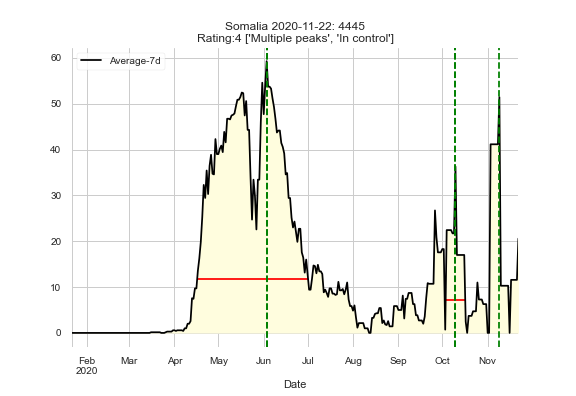 Somalia 2020-11-22: 4445
Rating:4 ['Multiple peaks', 'In control']
Average-7d
60
50
40
30
20
10
0
Feb Mar Apr May Jun Jul Aug Sep Oct Nov
2020
Date